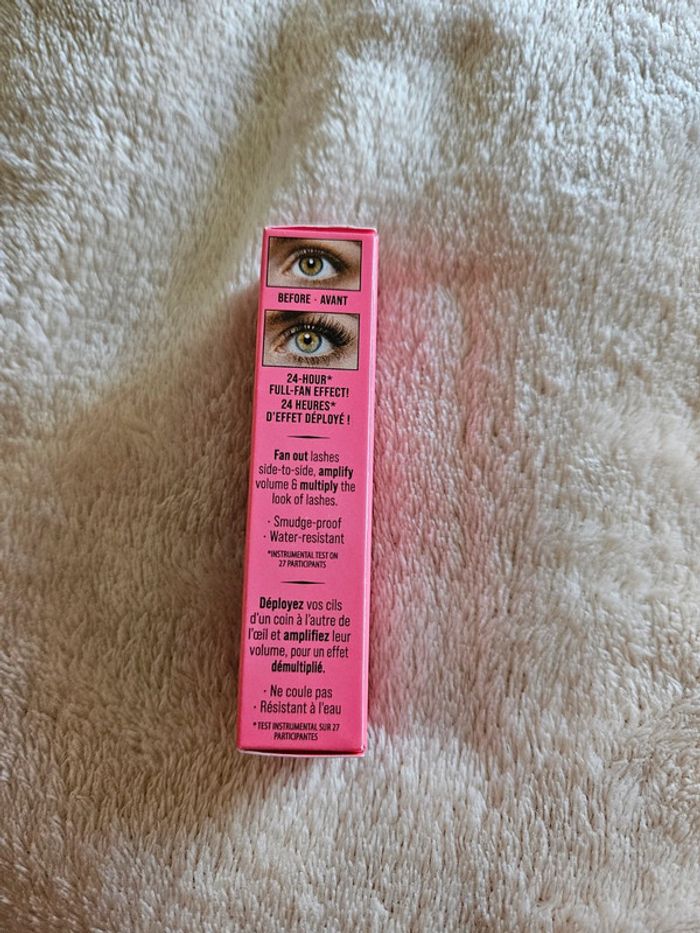 BEFORE · AVANT
24-HOUR*
FULL-FAN EFFECT!
24 HEURES*
D'EFFET DÉPLOYÉ !
Fan out lashes
side-to-side, amplify
volume & multiply the
look of lashes.
· Smudge-proof
· Water-resistant
*INSTRUMENTAL TEST ON
27 PARTICIPANTS
Déployez vos cils
d'un coin à l'autre de
l'œil et amplifiez leur
volume, pour un effet
démultiplié.
· Ne coule pas
· Résistant à l'eau
*TEST INSTRUMENTAL SUR 27
PARTICIPANTES